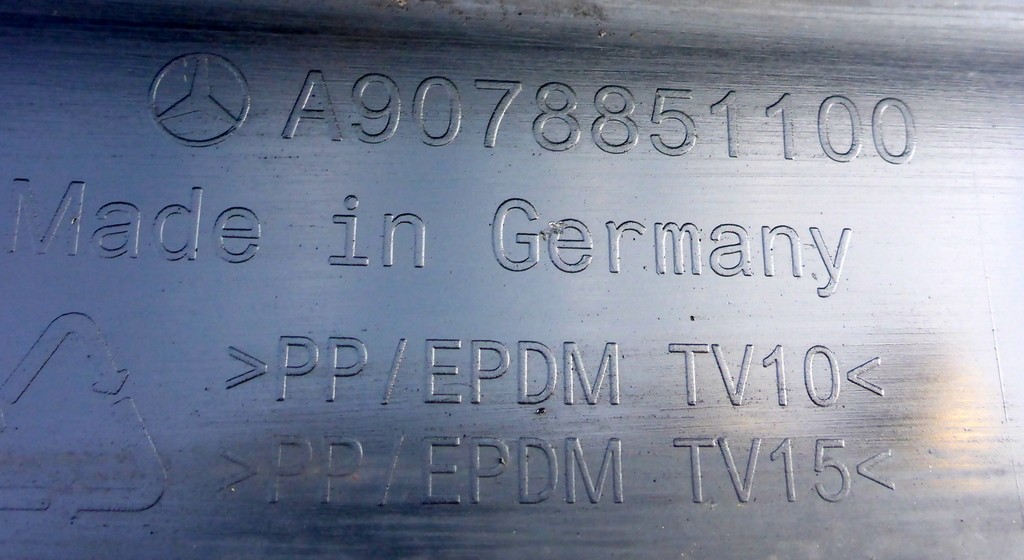 A9078851100
Made in Germany
>PP/EPDM TV10<
>PP/EPDM TV15<